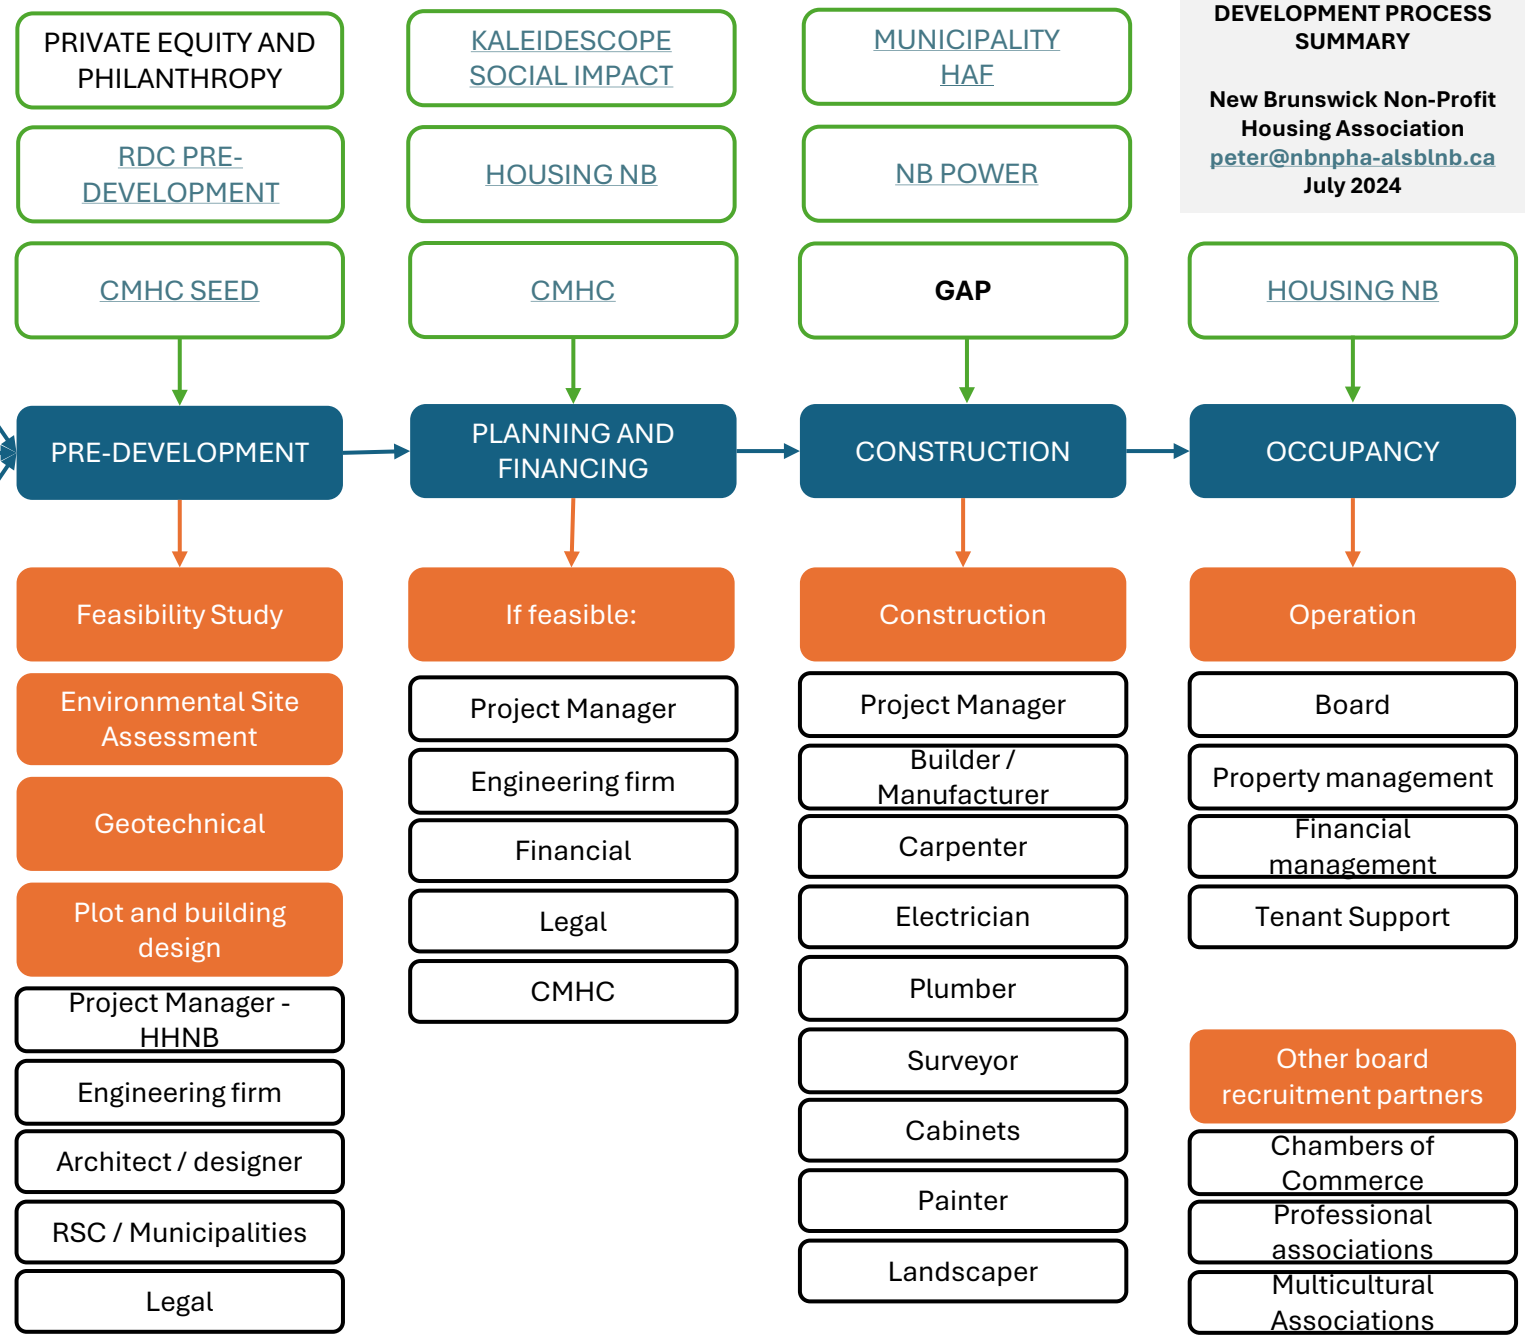 DEVELOPMENT PROCESS
SUMMARY
New Brunswick Non-Profit
Housing Association
peter@nbnpha-alsblnb.ca
July 2024
PRIVATE EQUITY AND
PHILANTHROPY
RDC PRE-
DEVELOPMENT
CMHC SEED
PRE-DEVELOPMENT
Feasibility Study
Environmental Site
Assessment
Geotechnical
Plot and building
design
Project Manager -
HHNB
Engineering firm
Architect / designer
RSC / Municipalities
Legal
KALEIDESCOPE
SOCIAL IMPACT
HOUSING NB
CMHC
PLANNING AND
FINANCING
If feasible:
Project Manager
Engineering firm
Financial
Legal
CMHC
MUNICIPALITY
HAF
NB POWER
GAP
CONSTRUCTION
Construction
Project Manager
Builder /
Manufacturer
Carpenter
Electrician
Plumber
Surveyor
Cabinets
Painter
Landscaper
HOUSING NB
OCCUPANCY
Operation
Board
Property management
Financial
management
Tenant Support
Other board
recruitment partners
Chambers of
Commerce
Professional
associations
Multicultural
Associations